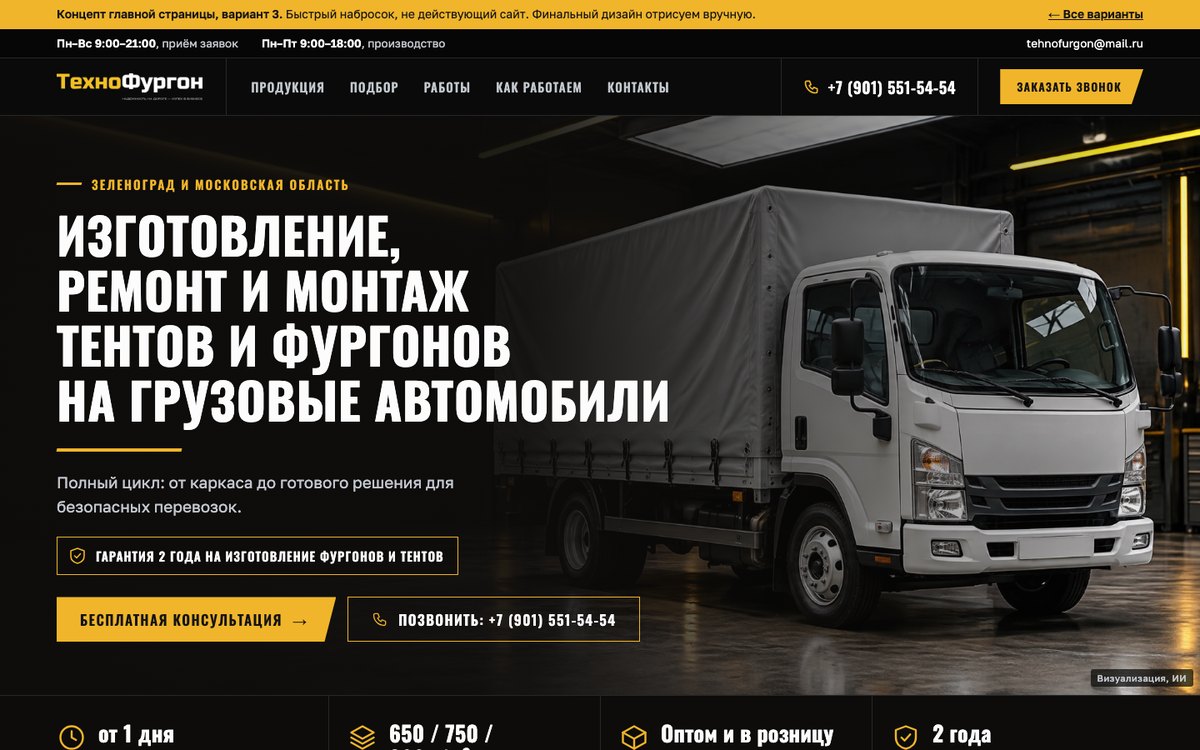 Концепт главной страницы, вариант 3. Быстрый набросок, не действующий сайт. Финальный дизайн отрисуем вручную.
← Все варианты
Пн–Вс 9:00–21:00, приём заявок
Пн–Пт 9:00–18:00, производство
tehnofurgon@mail.ru
ТехноФургон
ПРОДУКЦИЯ
ПОДБОР
РАБОТЫ
КАК РАБОТАЕМ
КОНТАКТЫ
+7 (901) 551-54-54
ЗАКАЗАТЬ ЗВОНОК
ЗЕЛЕНОГРАД И МОСКОВСКАЯ ОБЛАСТЬ
ИЗГОТОВЛЕНИЕ,
РЕМОНТ И МОНТАЖ
ТЕНТОВ И ФУРГОНОВ
НА ГРУЗОВЫЕ АВТОМОБИЛИ
Полный цикл: от каркаса до готового решения для
безопасных перевозок.
ГАРАНТИЯ 2 ГОДА НА ИЗГОТОВЛЕНИЕ ФУРГОНОВ И ТЕНТОВ
БЕСПЛАТНАЯ КОНСУЛЬТАЦИЯ →
ПОЗВОНИТЬ: +7 (901) 551-54-54
Визуализация, ИИ
от 1 дня
650 / 750 /
Оптом и в розницу
2 года